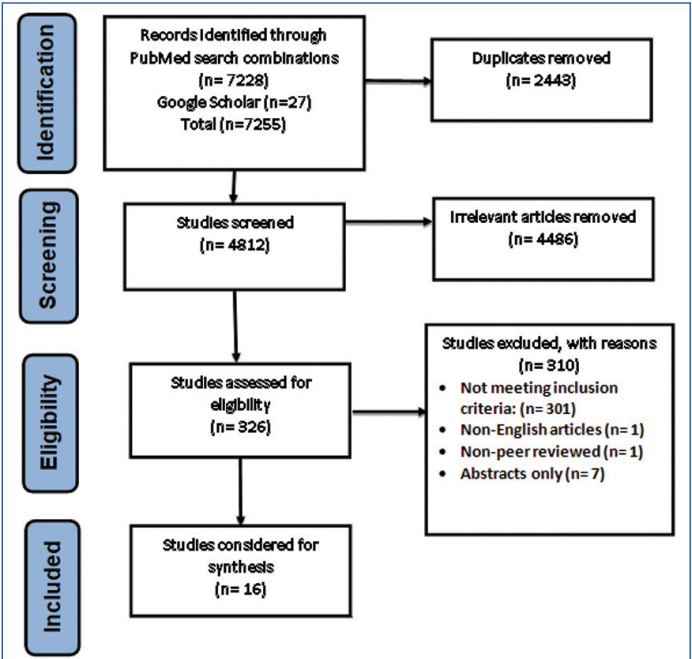 Identification
Records identified through
PubMed search combinations
(n= 7228)
Google Scholar (n=27)
Total (n=7255)
Duplicates removed
(n= 2443)
Screening
Studies screened
(n= 4812)
Irrelevant articles removed
(n= 4486)
Eligibility
Studies assessed for
eligibility
(n= 326)
Studies excluded, with reasons
(n= 310)
• Not meeting inclusion
criteria: (n= 301)
• Non-English articles (n= 1)
• Non-peer reviewed (n= 1)
• Abstracts only (n= 7)
Included
Studies considered for
synthesis
(n= 16)